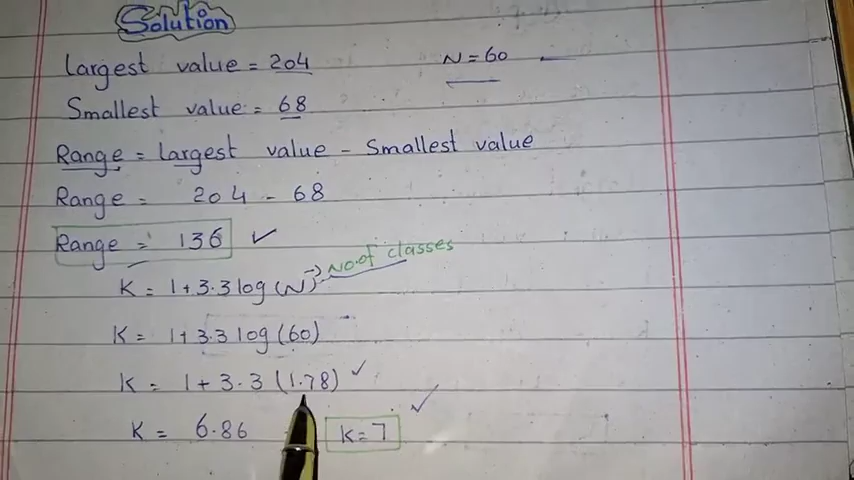 Solution
Largest value = 204 N = 60
Smallest value = 68
Range = Largest value - Smallest value
Range = 204 - 68
Range = 136 ✓
K = 1+3.3 log (N) → No. of classes
K = 1+ 3.3 log (60)
K = 1 + 3.3 (1.78) ✓
K = 6.86 K = 7 ✓